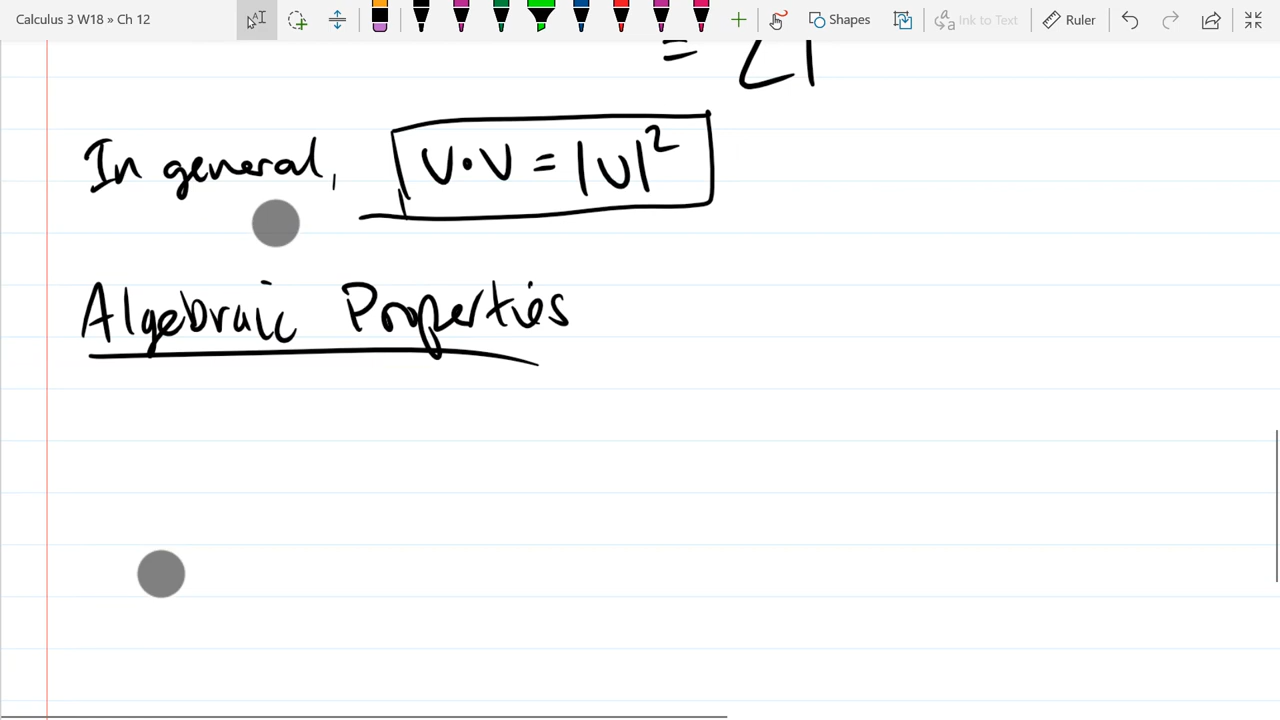 Calculus 3 W18 » Ch 12
Shapes
Ink to Text
Ruler
= 21
In general, V•V = |V|²
Algebraic Properties